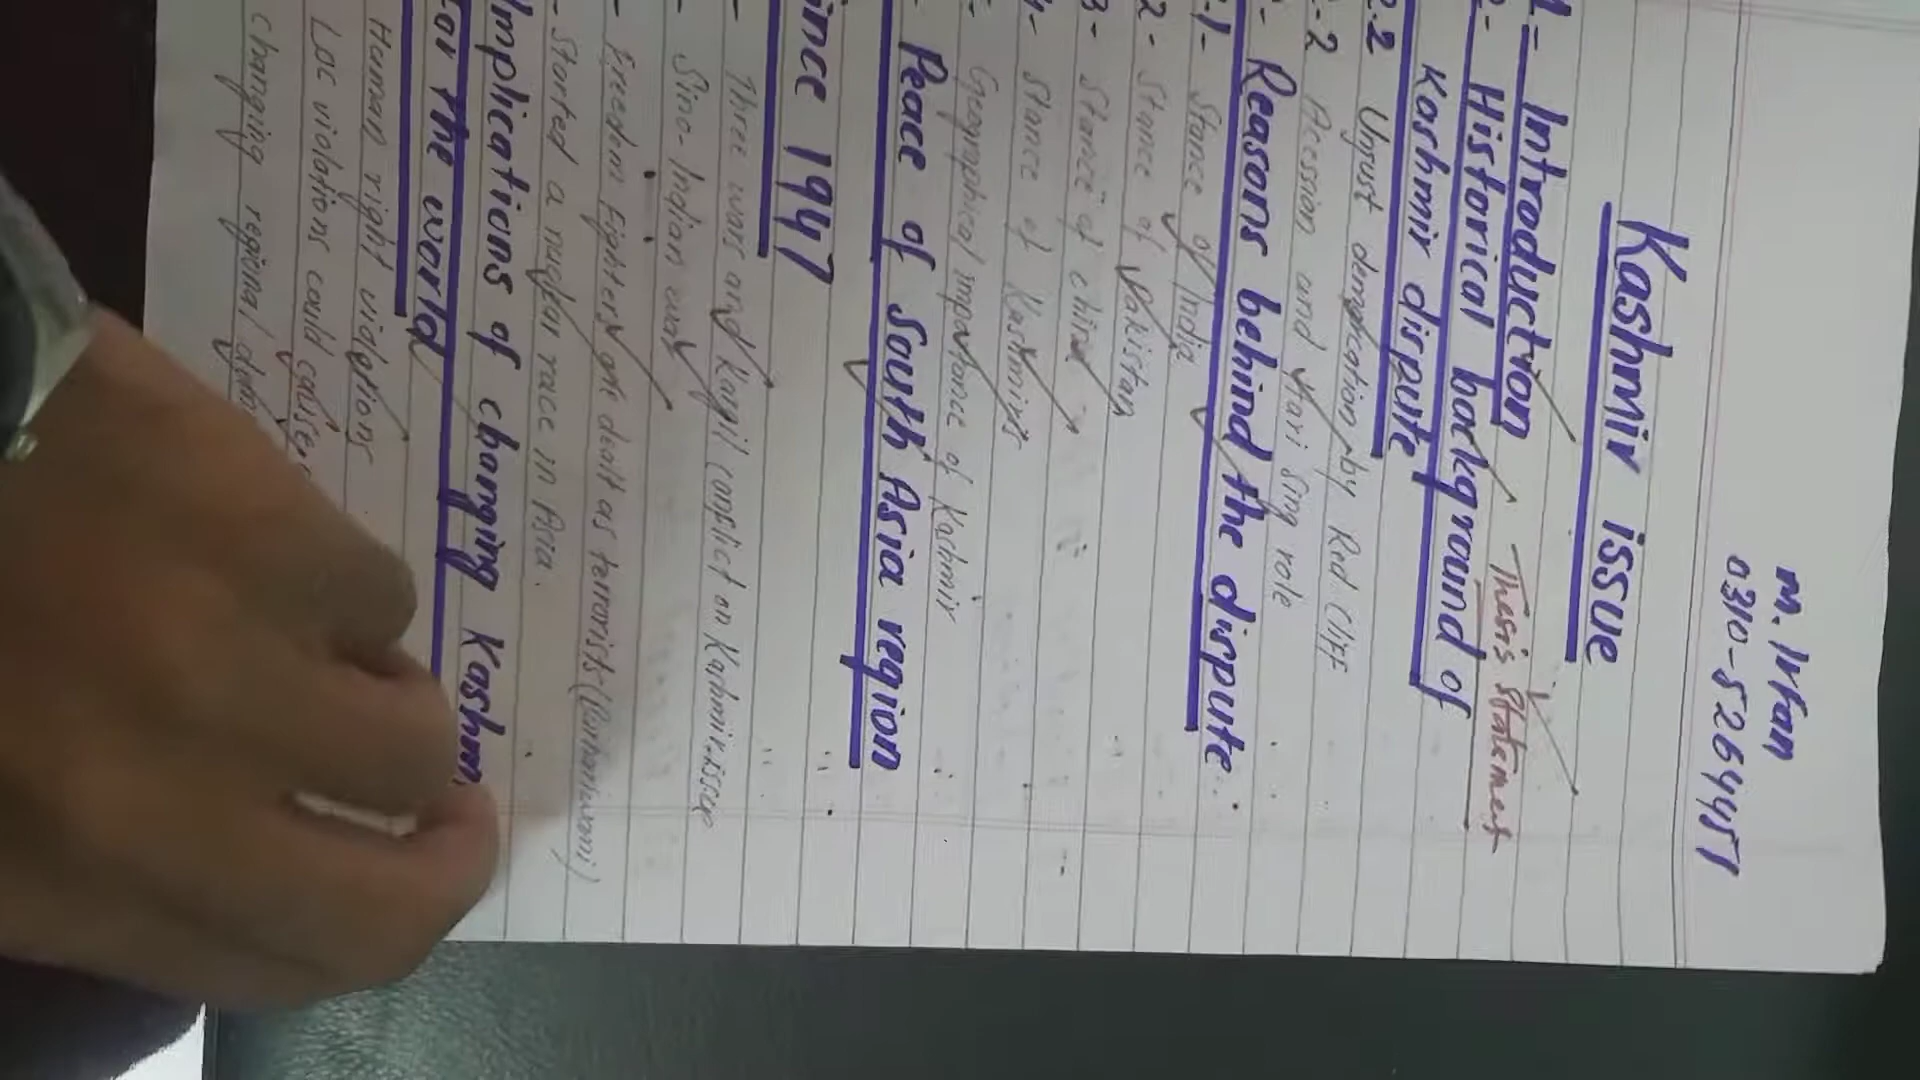 M. Irfan
0310-5264457
Kashmir issue
1- Introduction
Thesis Statement
- Historical background of
Kashmir dispute
2.2 Unjust demarcation by Red Cliff
-2 Accession and Hari Sing role
- Reasons behind the dispute
-1- Stance of India
2- Stance of Pakistan
3- Stance of china
4- Stance of Kashmiris
- Geographical importance of Kashmir
- Peace of South Asia region
ince 1947
- Three wars and Kargil conflict on Kashmir issue
- Sino-Indian war
- Freedom Fighters are dealt as terrorists (Burhaniwani)
- Started a nuclear race in Asia.
Implications of changing Kashm
for the world
Human right violations
LOC violations could cause
changing regional